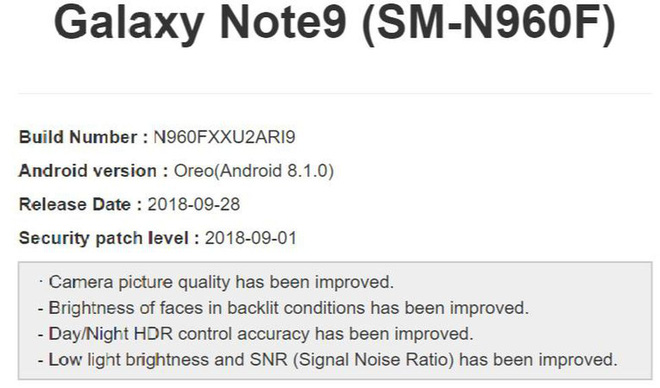 Galaxy Note9 (SM-N960F)
Build Number : N960FXXU2ARI9
Android version : Oreo(Android 8.1.0)
Release Date : 2018-09-28
Security patch level : 2018-09-01
· Camera picture quality has been improved.
- Brightness of faces in backlit conditions has been improved.
- Day/Night HDR control accuracy has been improved.
- Low light brightness and SNR (Signal Noise Ratio) has been improved.